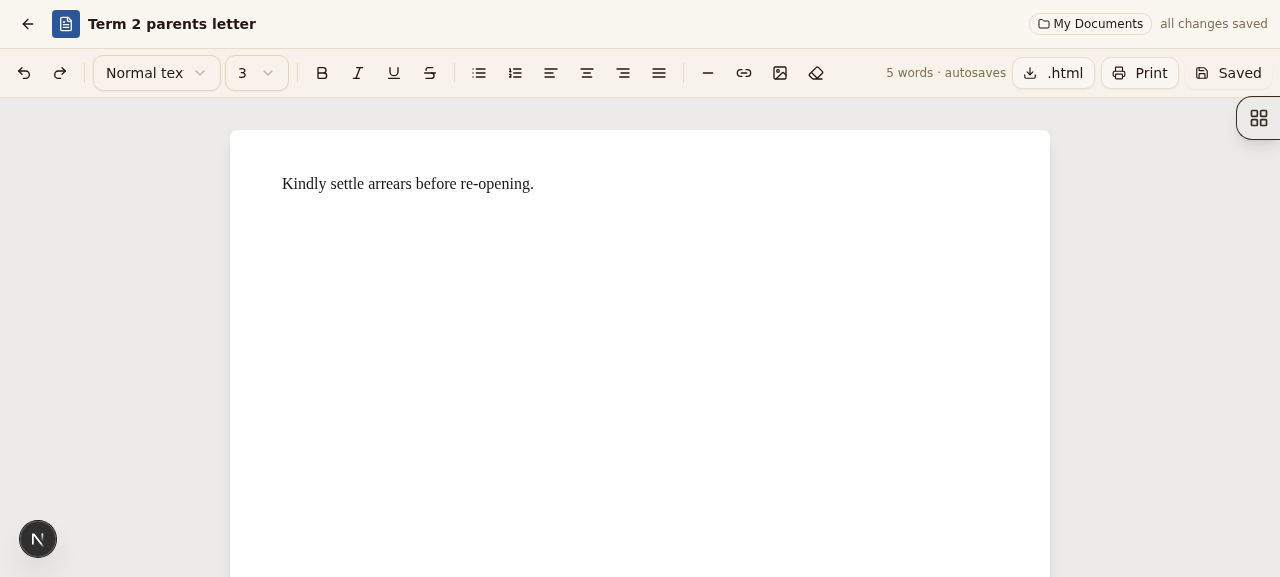 Term 2 parents letter
My Documents
all changes saved
Normal tex
3
5 words · autosaves
.html
Print
Saved
Kindly settle arrears before re-opening.
N